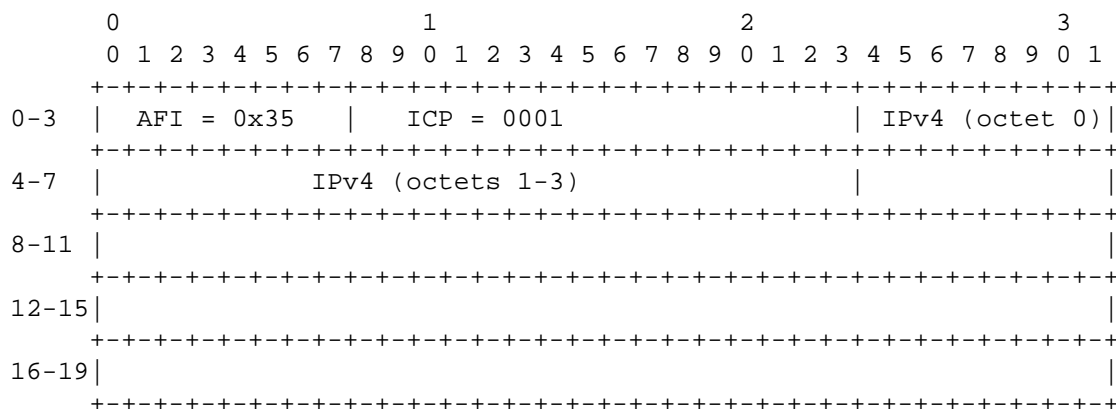 0 1 2 3
0 1 2 3 4 5 6 7 8 9 0 1 2 3 4 5 6 7 8 9 0 1 2 3 4 5 6 7 8 9 0 1
+-+-+-+-+-+-+-+-+-+-+-+-+-+-+-+-+-+-+-+-+-+-+-+-+-+-+-+-+-+-+-+-+
0-3 | AFI = 0x35 | ICP = 0001 | IPv4 (octet 0)|
+-+-+-+-+-+-+-+-+-+-+-+-+-+-+-+-+-+-+-+-+-+-+-+-+-+-+-+-+-+-+-+-+
4-7 | IPv4 (octets 1-3) | |
+-+-+-+-+-+-+-+-+-+-+-+-+-+-+-+-+-+-+-+-+-+-+-+-+-+-+-+-+-+-+-+-+
8-11 | |
+-+-+-+-+-+-+-+-+-+-+-+-+-+-+-+-+-+-+-+-+-+-+-+-+-+-+-+-+-+-+-+-+
12-15| |
+-+-+-+-+-+-+-+-+-+-+-+-+-+-+-+-+-+-+-+-+-+-+-+-+-+-+-+-+-+-+-+-+
16-19| |
+-+-+-+-+-+-+-+-+-+-+-+-+-+-+-+-+-+-+-+-+-+-+-+-+-+-+-+-+-+-+-+-+